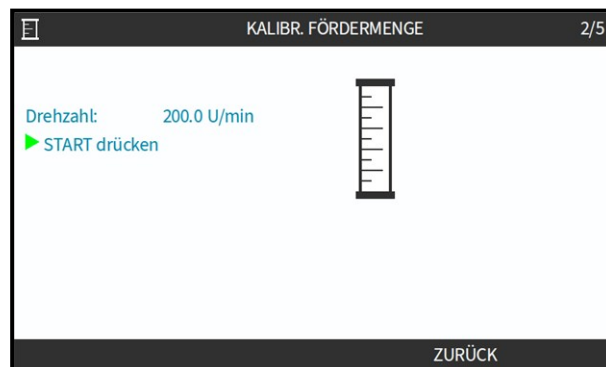 KALIBR. FÖRDERMENGE 2/5
Drehzahl: 200.0 U/min
START drücken
ZURÜCK